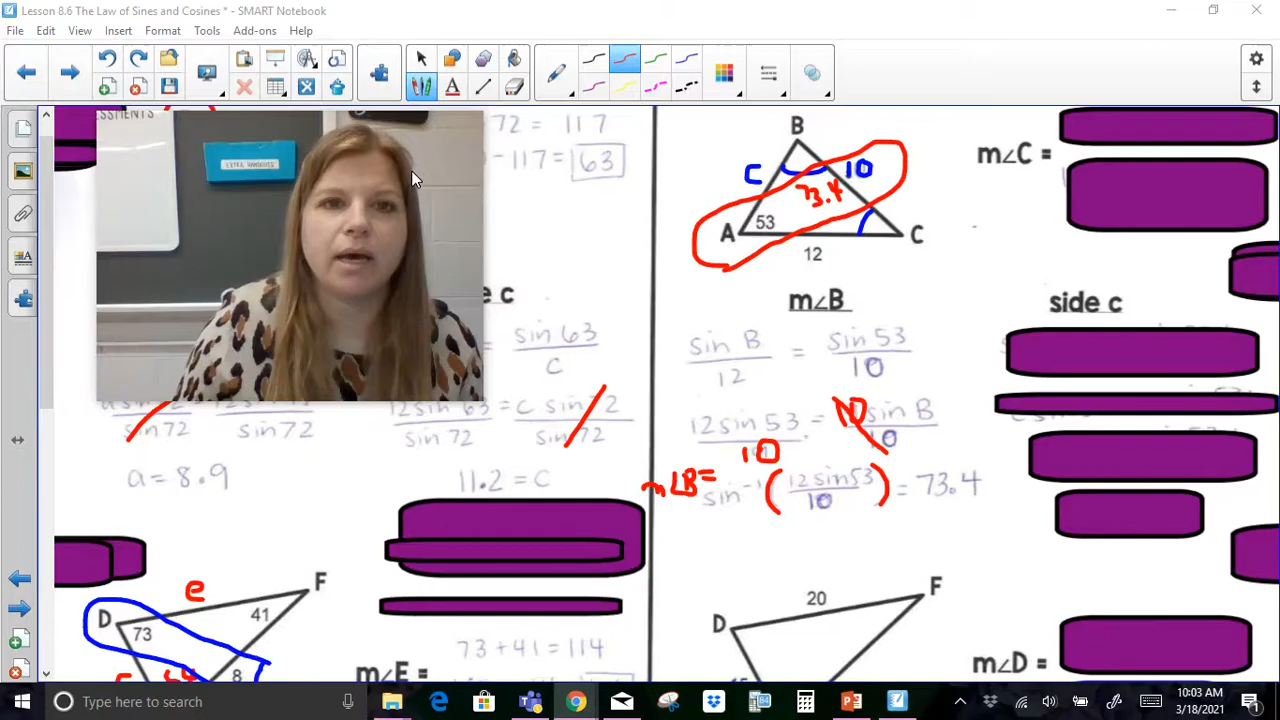 Lesson 8.6 The Law of Sines and Cosines * - SMART Notebook
File Edit View Insert Format Tools Add-ons Help
EXTRA HANDOUTS
72 = 117
- 117 = 63
c
sin 63
C
12 sin 63 = c sin 72
sin 72 sin 72
sin 72 sin 72
a = 8.9
11.2 = C
B
C
10
73.4
A
53
C
12
m∠C =
m∠B
side c
sin B = sin 53
12 10
12 sin 53 = 10 sin B
10 10
m∠B = sin⁻¹ (12 sin 53 / 10) = 73.4
D
e
F
73
41
8
m∠E =
73 + 41 = 114
D
20
F
m∠D =
Type here to search
10:03 AM
3/18/2021